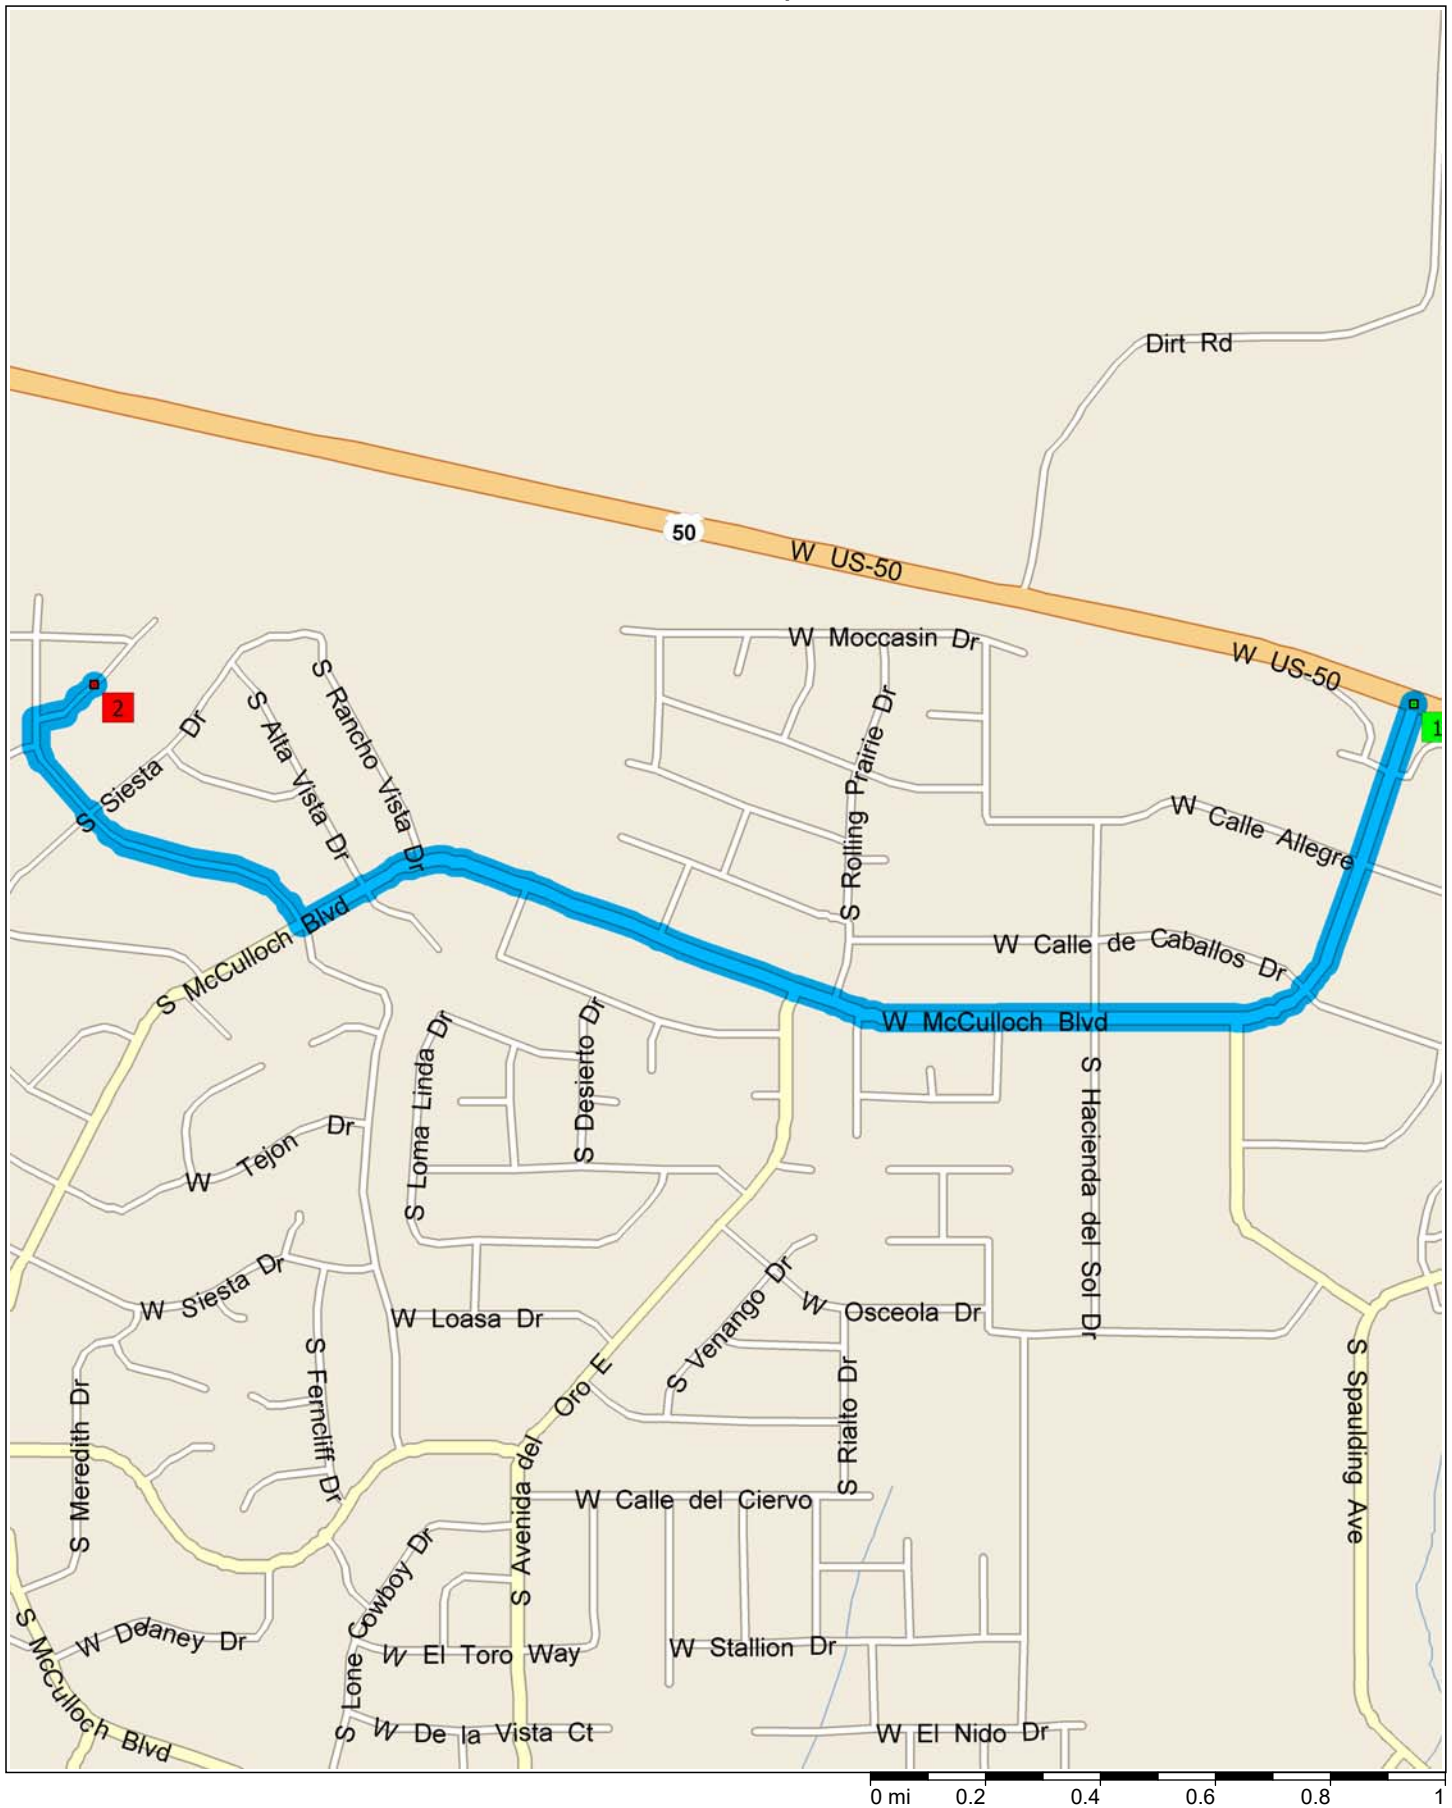 Dirt Rd
50
W US-50
W US-50
W Moccasin Dr
2
1
S Rancho Vista Dr
S Alta Vista Dr
S Siesta Dr
S Rolling Prairie Dr
W Calle Allegre
S McCulloch Blvd
W Calle de Caballos Dr
W McCulloch Blvd
S Loma Linda Dr
S Desierto Dr
S Hacienda del Sol Dr
W Tejon Dr
W Siesta Dr
W Loasa Dr
S Venango Dr
W Osceola Dr
S Ferncliff Dr
S Meredith Dr
S Avenida del Oro E
S Rialto Dr
S Spaulding Ave
W Calle del Ciervo
S Lone Cowboy Dr
S McCulloch Blvd
W Delaney Dr
W El Toro Way
W Stallion Dr
W De la Vista Ct
W El Nido Dr
0 mi 0.2 0.4 0.6 0.8 1